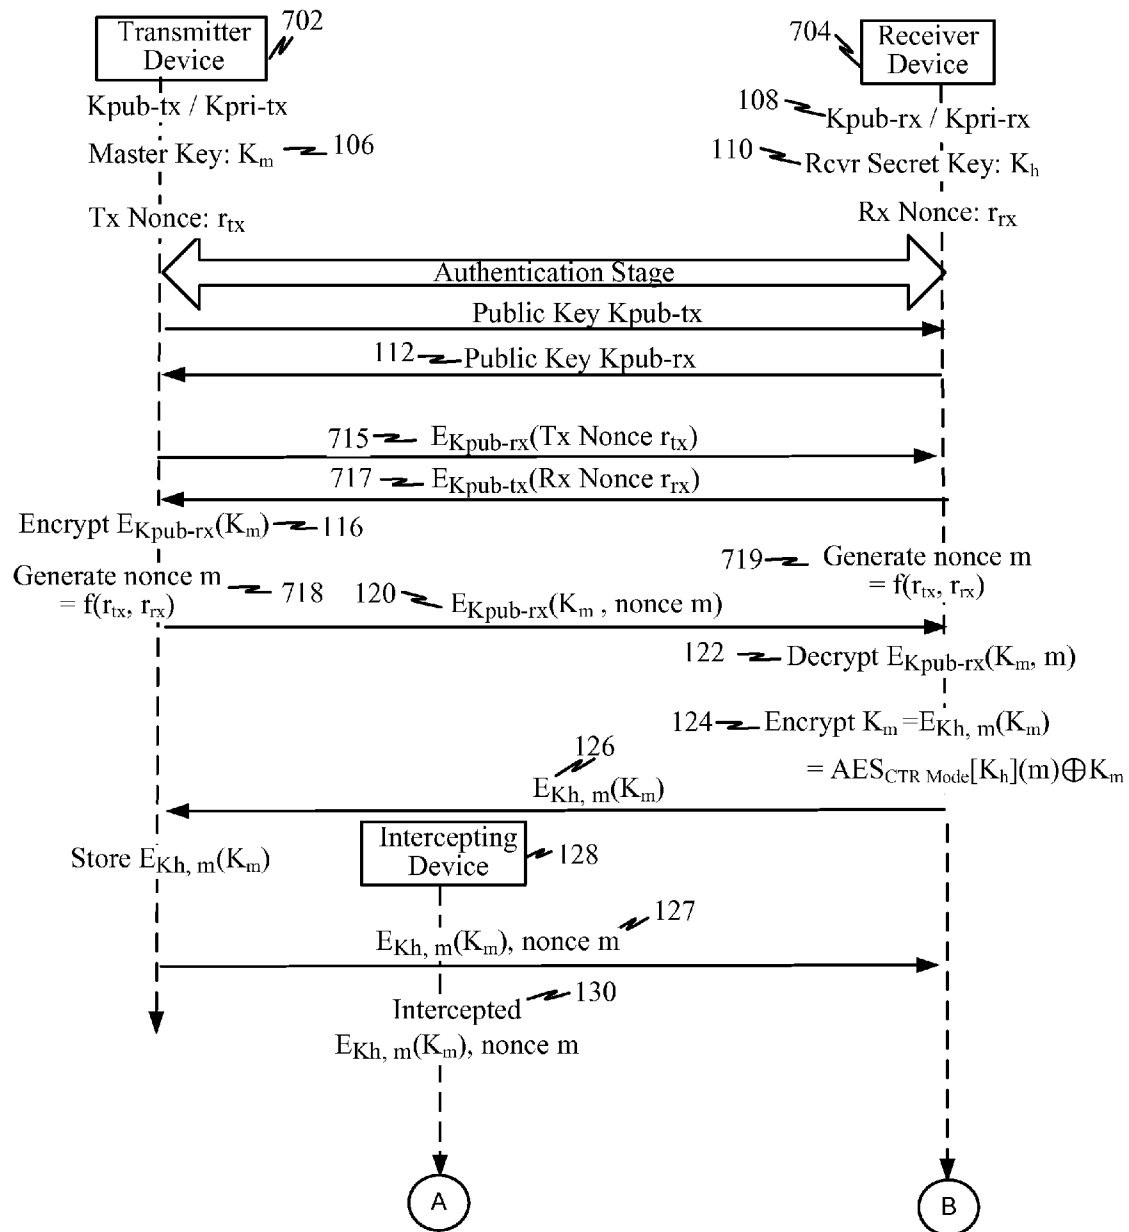 Transmitter
Device
702
704
Receiver
Device
Kpub-tx / Kpri-tx
108
Kpub-rx / Kpri-rx
Master Key: Km
106
110
Rcvr Secret Key: Kh
Tx Nonce: rtx
Rx Nonce: rrx
Authentication Stage
Public Key Kpub-tx
112
Public Key Kpub-rx
715
EKpub-rx(Tx Nonce rtx)
717
EKpub-tx(Rx Nonce rrx)
Encrypt EKpub-rx(Km)
116
Generate nonce m
= f(rtx, rrx)
718
719
Generate nonce m
= f(rtx, rrx)
120
EKpub-rx(Km , nonce m)
122
Decrypt EKpub-rx(Km, m)
124
Encrypt Km =EKh, m(Km)
= AESCTR Mode[Kh](m)⊕Km
126
EKh, m(Km)
Store EKh, m(Km)
Intercepting
Device
128
127
EKh, m(Km), nonce m
130
Intercepted
EKh, m(Km), nonce m
A
B